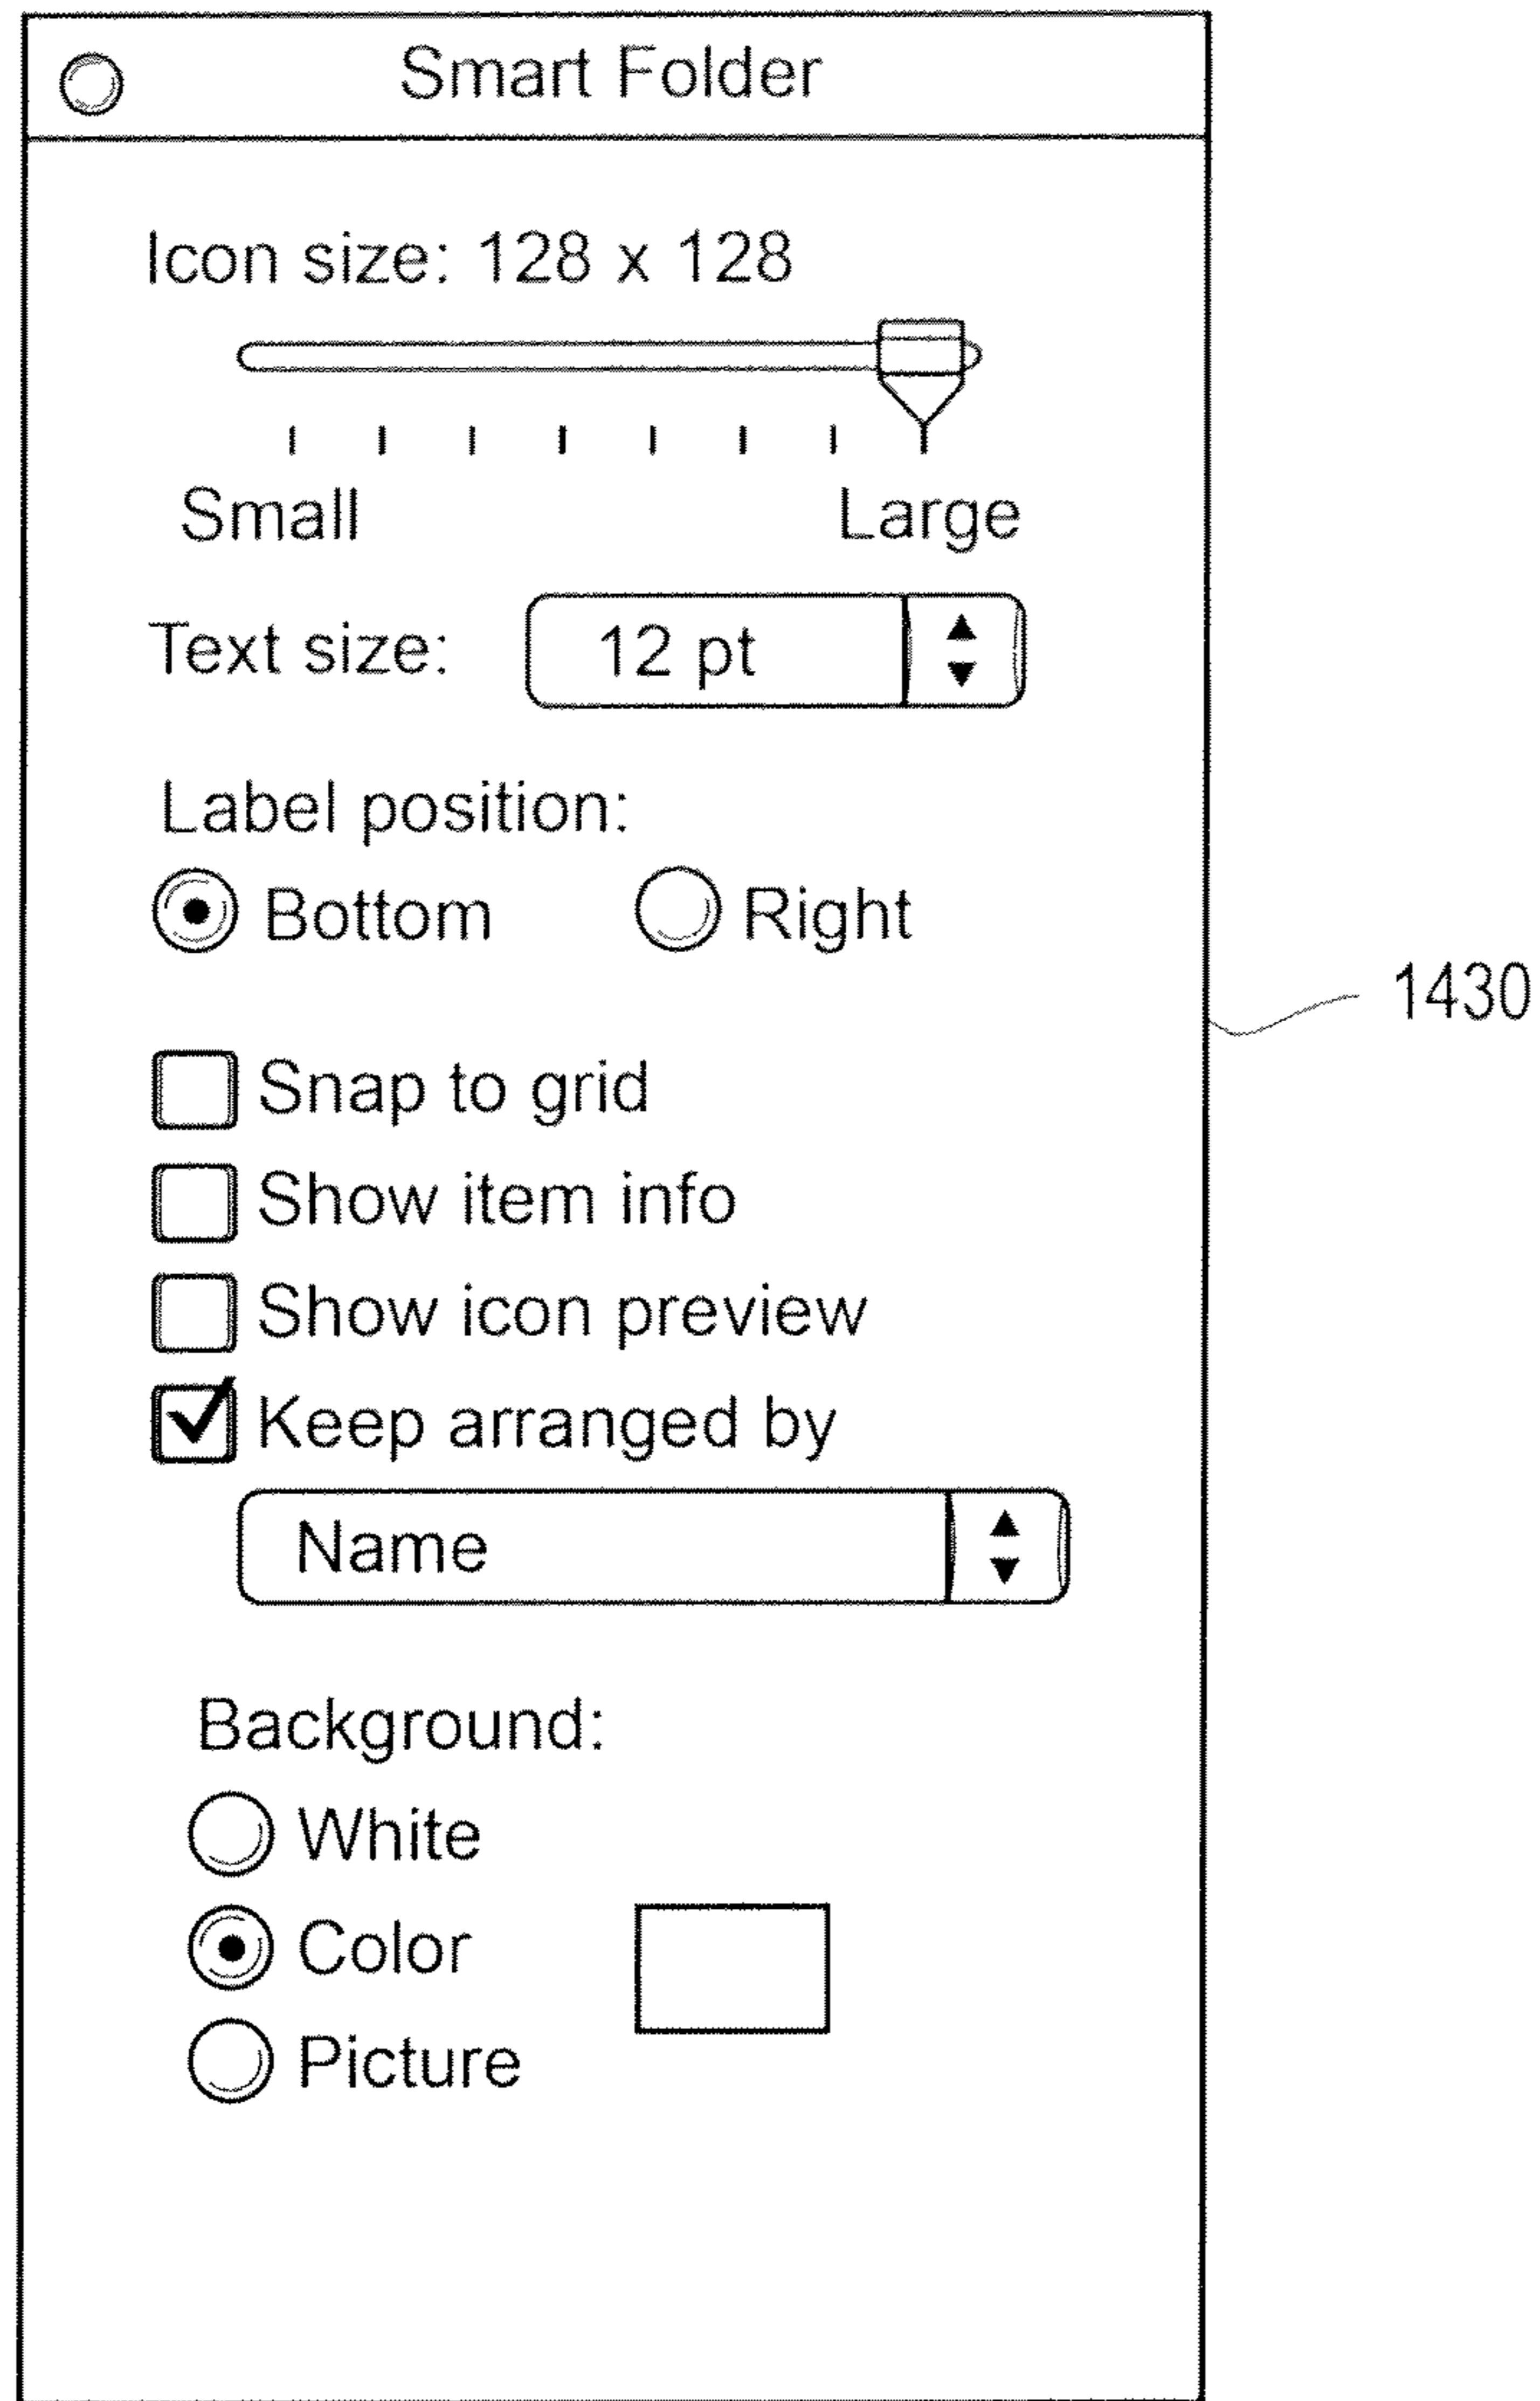 Smart Folder
Icon size: 128 x 128
Small Large
Text size: 12 pt
Label position:
Bottom Right
1430
Snap to grid
Show item info
Show icon preview
Keep arranged by
Name
Background:
White
Color
Picture